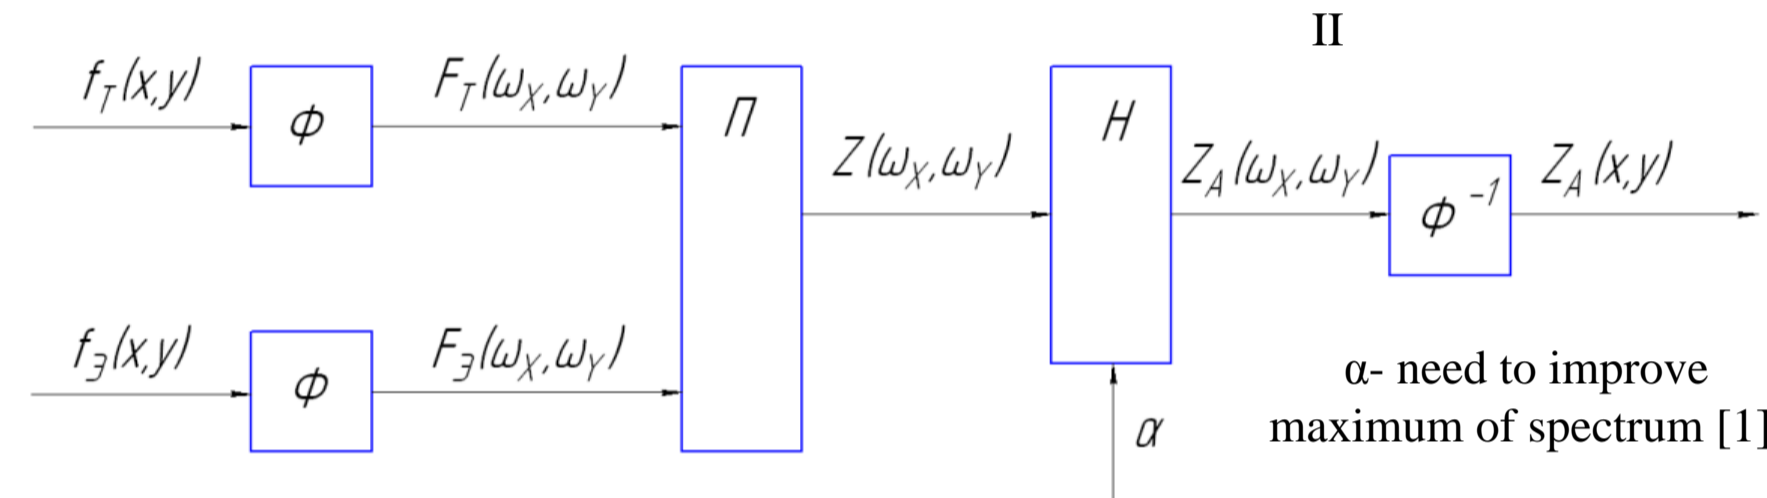 II
f_T(x,y)
Ф
F_T(ω_X,ω_Y)
П
Z(ω_X,ω_Y)
Н
Z_A(ω_X,ω_Y)
Ф^{-1}
Z_A(x,y)
f_Э(x,y)
Ф
F_Э(ω_X,ω_Y)
α
α- need to improve
maximum of spectrum [1]